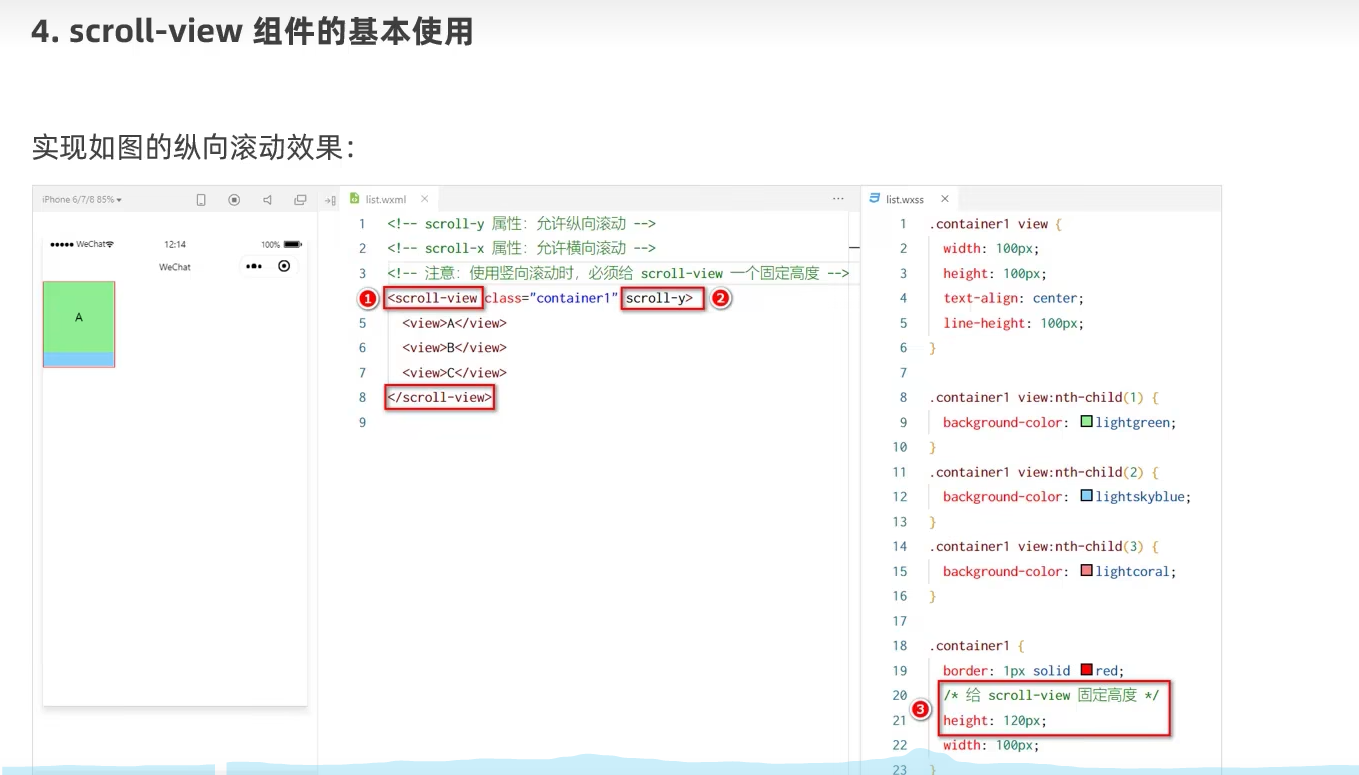 4. scroll-view 组件的基本使用
实现如图的纵向滚动效果：
iPhone 6/7/8 85%
WeChat
12:14
100%
WeChat
A
list.wxml
1 <!-- scroll-y 属性：允许纵向滚动 -->
2 <!-- scroll-x 属性：允许横向滚动 -->
3 <!-- 注意：使用竖向滚动时，必须给 scroll-view 一个固定高度 -->
1 <scroll-view class="container1" scroll-y> 2
5 <view>A</view>
6 <view>B</view>
7 <view>C</view>
8 </scroll-view>
9
list.wxss
1 .container1 view {
2 width: 100px;
3 height: 100px;
4 text-align: center;
5 line-height: 100px;
6 }
7
8 .container1 view:nth-child(1) {
9 background-color: lightgreen;
10 }
11 .container1 view:nth-child(2) {
12 background-color: lightskyblue;
13 }
14 .container1 view:nth-child(3) {
15 background-color: lightcoral;
16 }
17
18 .container1 {
19 border: 1px solid red;
20 /* 给 scroll-view 固定高度 */
3
21 height: 120px;
22 width: 100px;
23 }